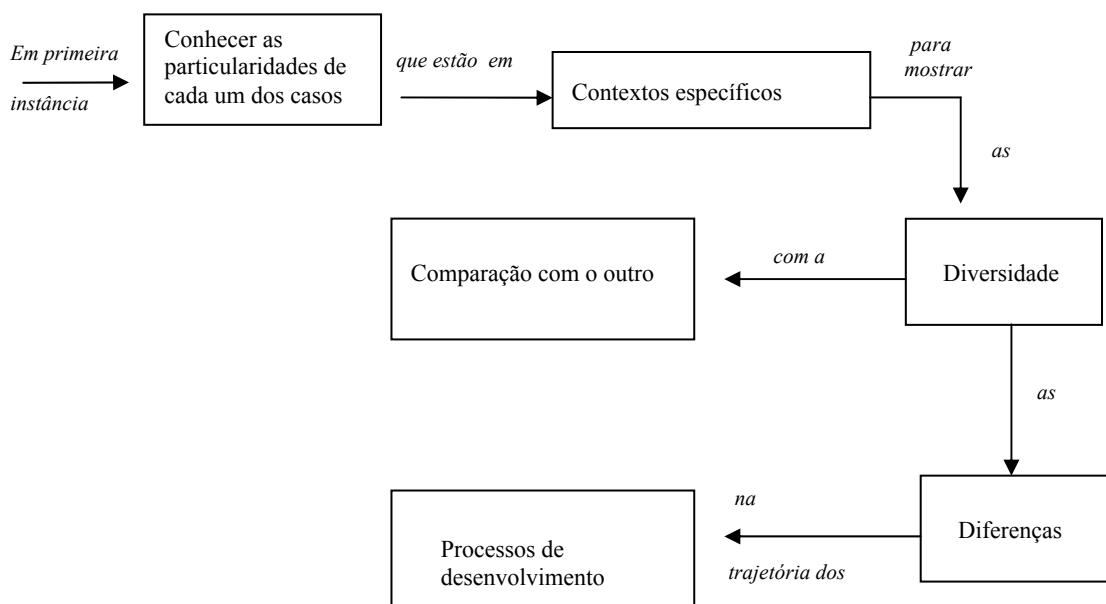 Em primeira
instância
Conhecer as
particularidades de
cada um dos casos
que estão em
Contextos específicos
para
mostrar
as
Diversidade
com a
Comparação com o outro
as
Diferenças
na
trajetória dos
Processos de
desenvolvimento